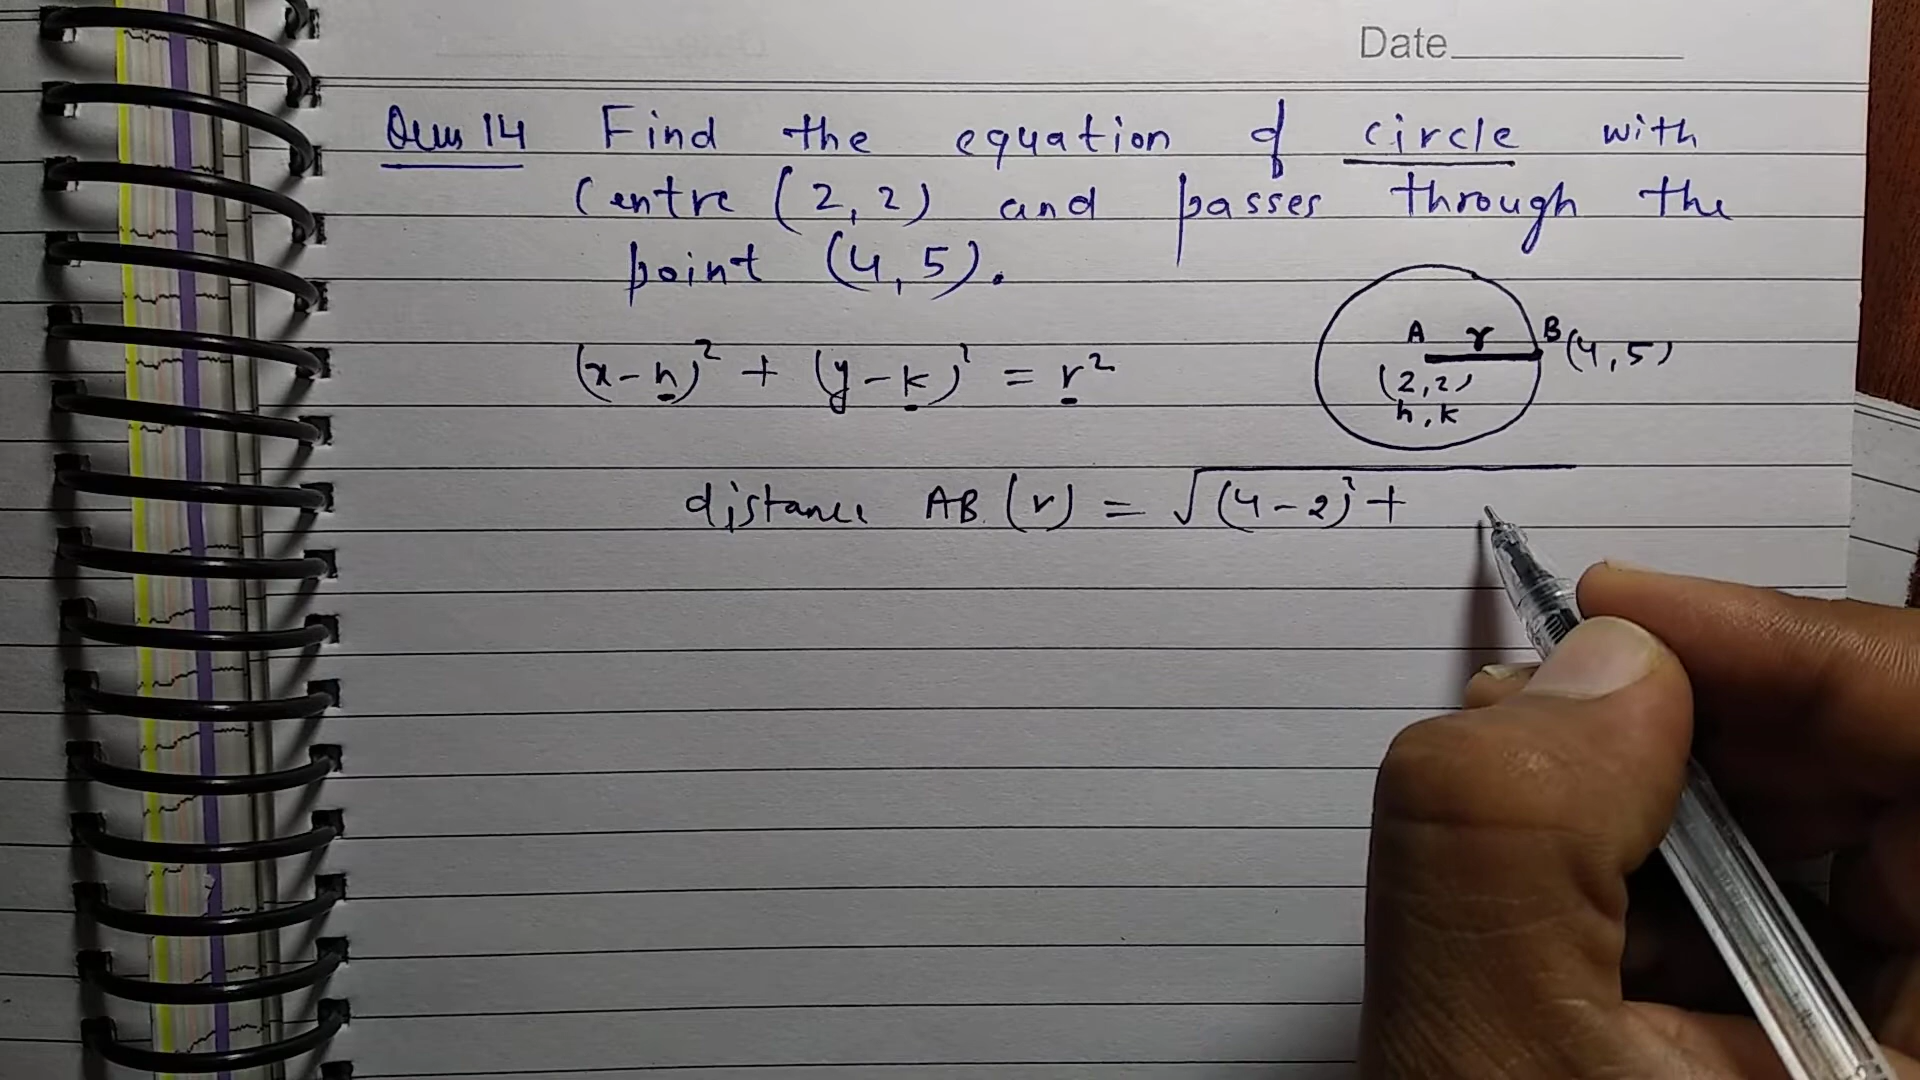 Date
Ques 14 Find the equation of circle with
Centre (2, 2) and passes through the
point (4, 5).
A r B (4, 5)
(2, 2)
h, k
(x-h)² + (y-k)² = r²
distance AB (r) = √(4-2)² +